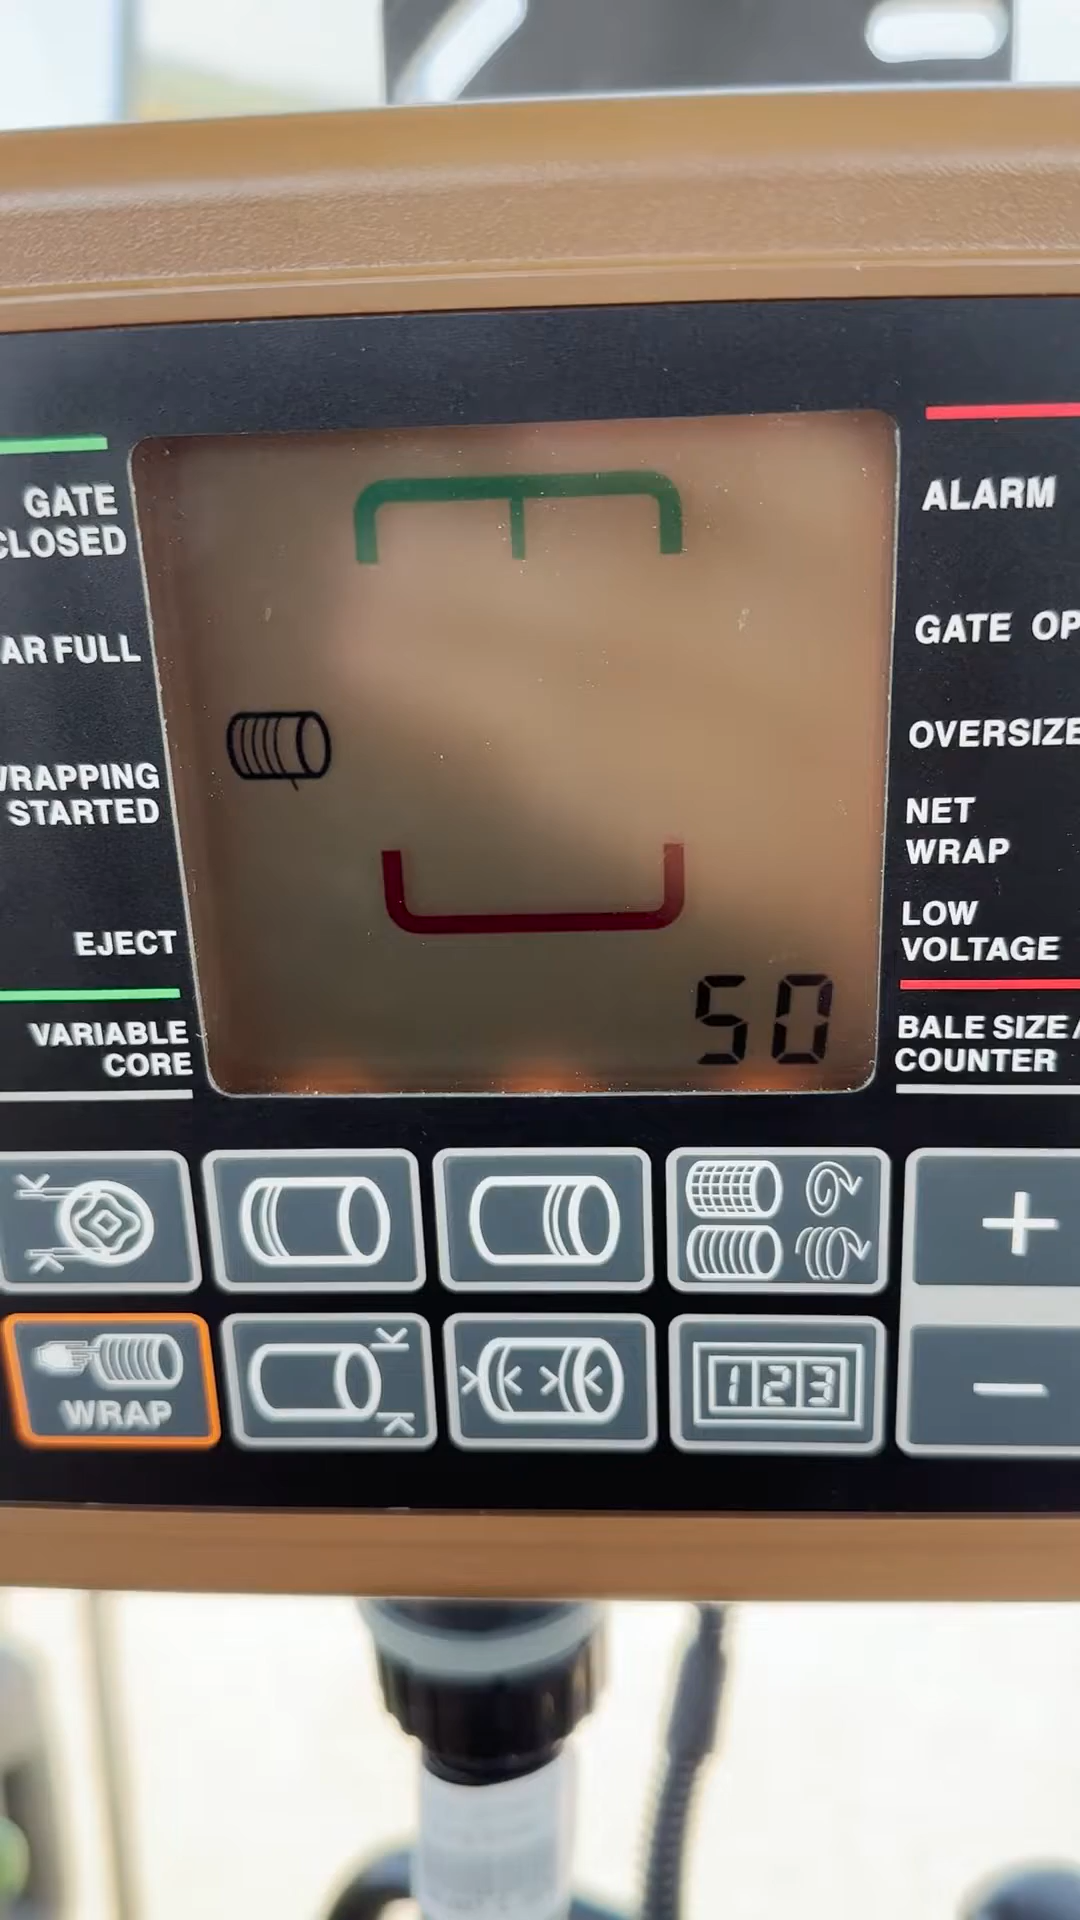 GATE
CLOSED
AR FULL
WRAPPING
STARTED
EJECT
VARIABLE
CORE
ALARM
GATE OP
OVERSIZE
NET
WRAP
LOW
VOLTAGE
BALE SIZE/
COUNTER
50
+
WRAP
123
−